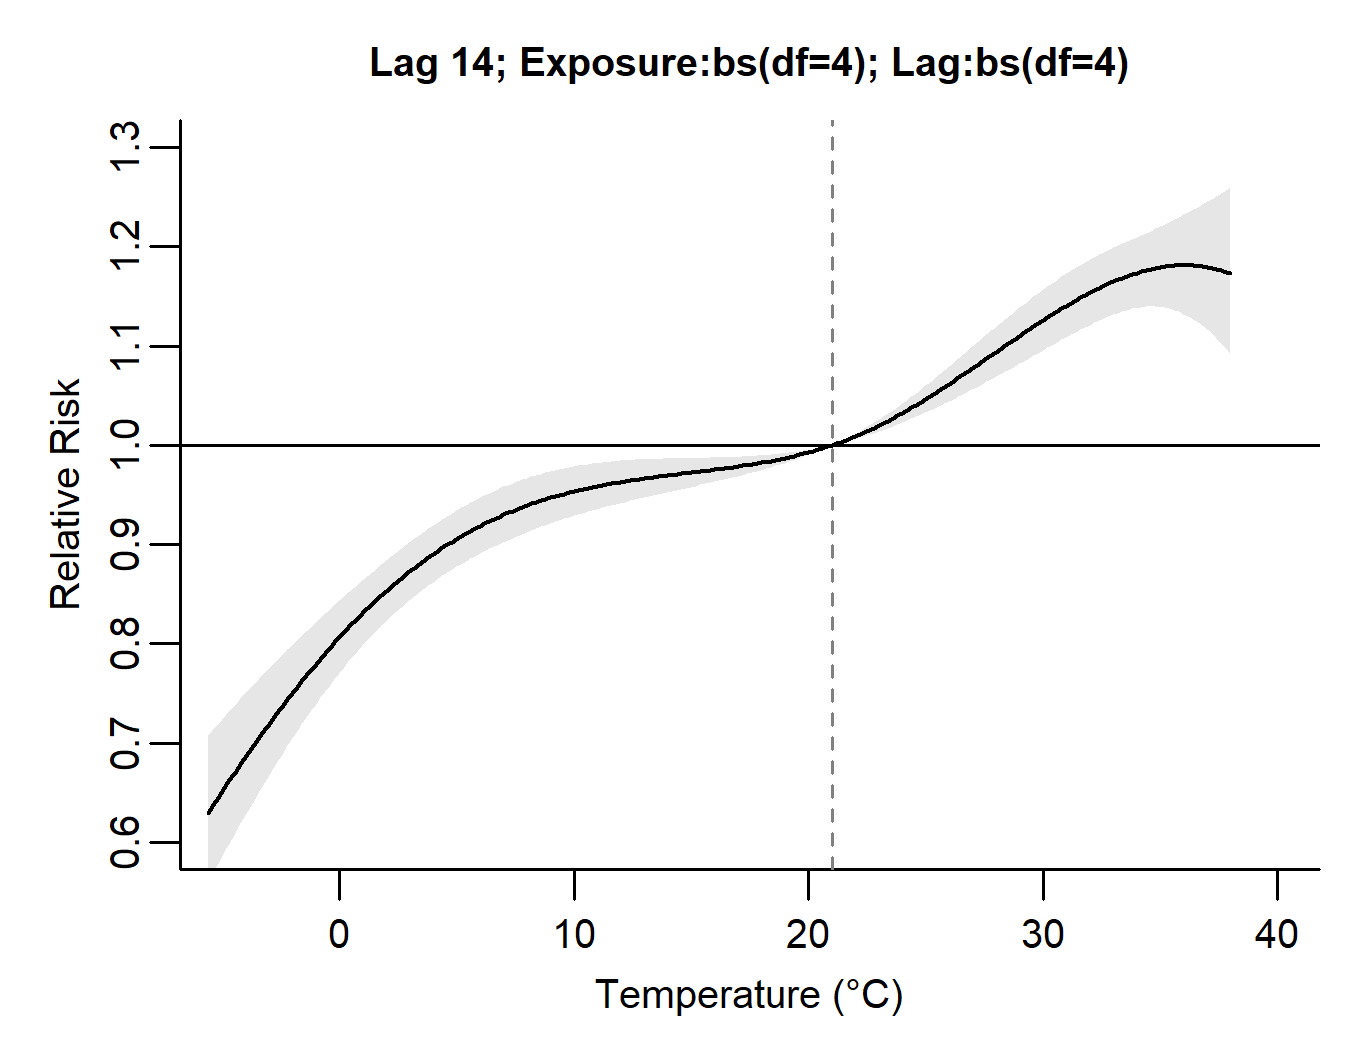 Lag 14; Exposure:bs(df=4); Lag:bs(df=4)
1.3
1.2
1.1
1.0
0.9
0.8
0.7
0.6
Relative Risk
0 10 20 30 40
Temperature (°C)